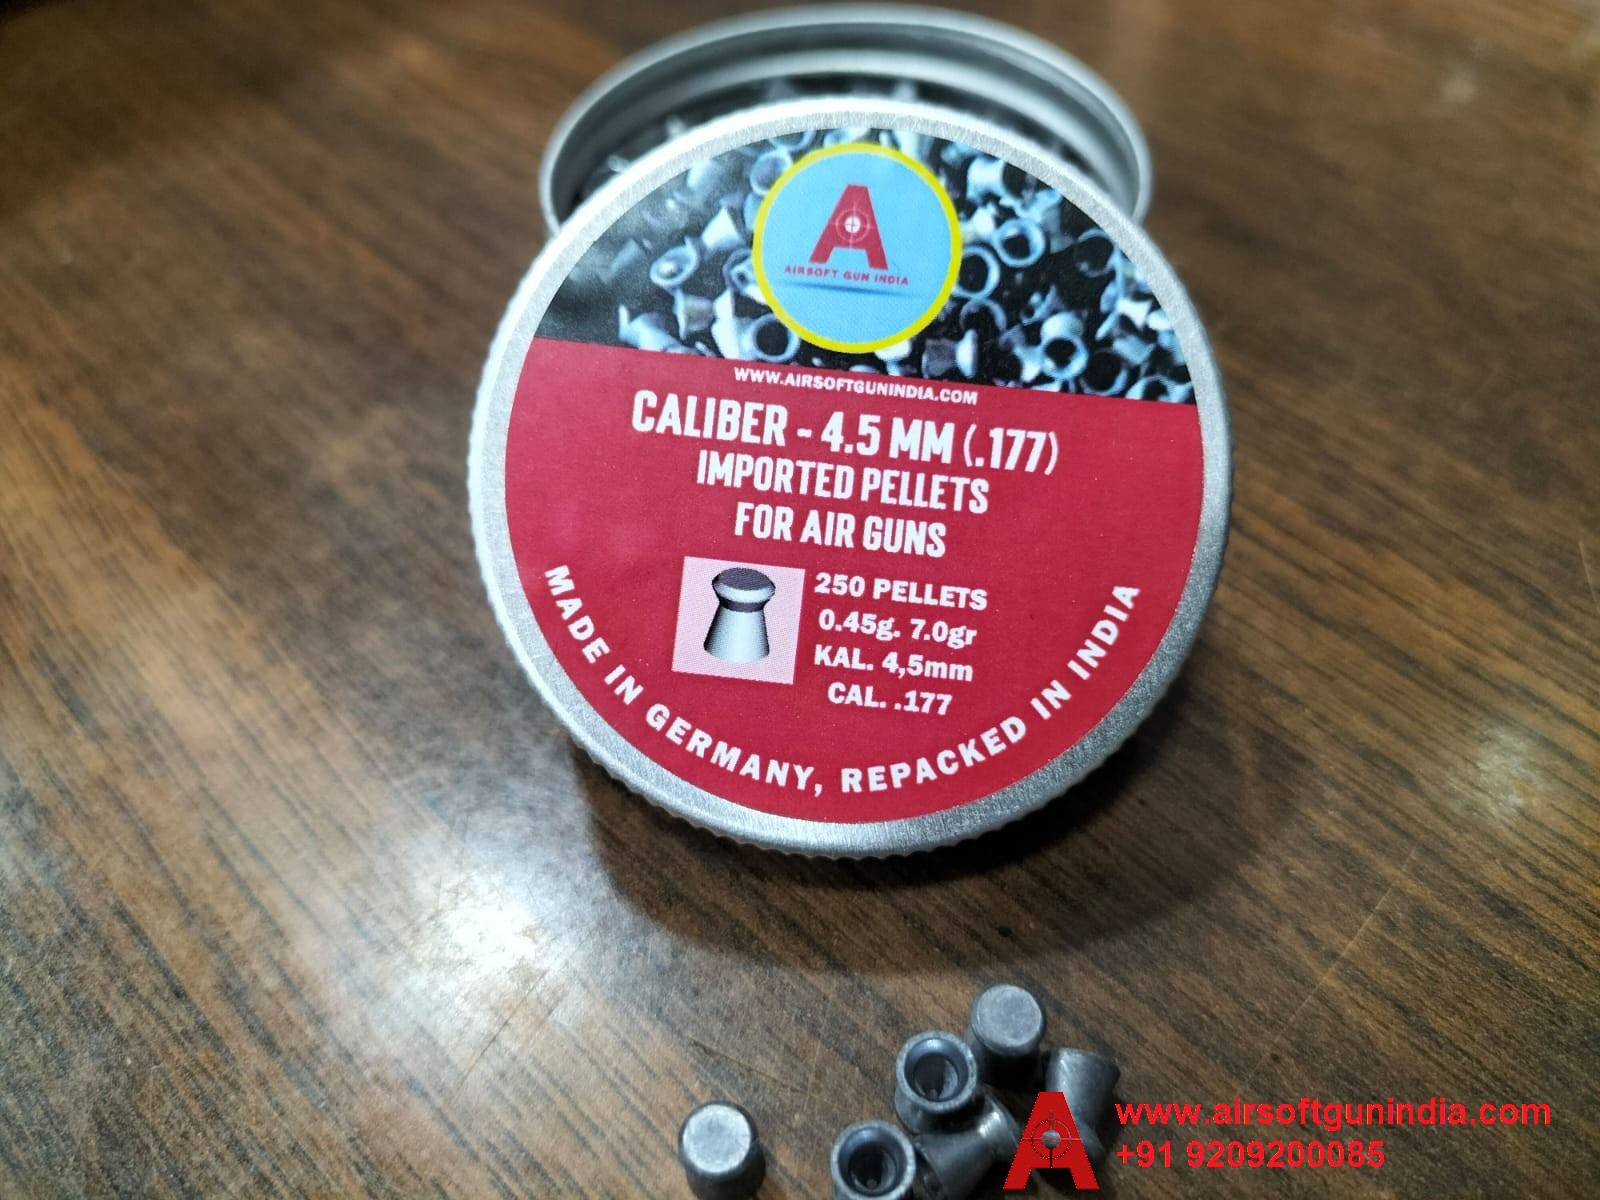 A
AIRSOFT GUN INDIA
WWW.AIRSOFTGUNINDIA.COM
CALIBER - 4.5 MM (.177)
IMPORTED PELLETS
FOR AIR GUNS
250 PELLETS
0.45g. 7.0gr
KAL. 4,5mm
CAL. .177
MADE IN GERMANY, REPACKED IN INDIA
A
www.airsoftgunindia.com
+91 9209200085